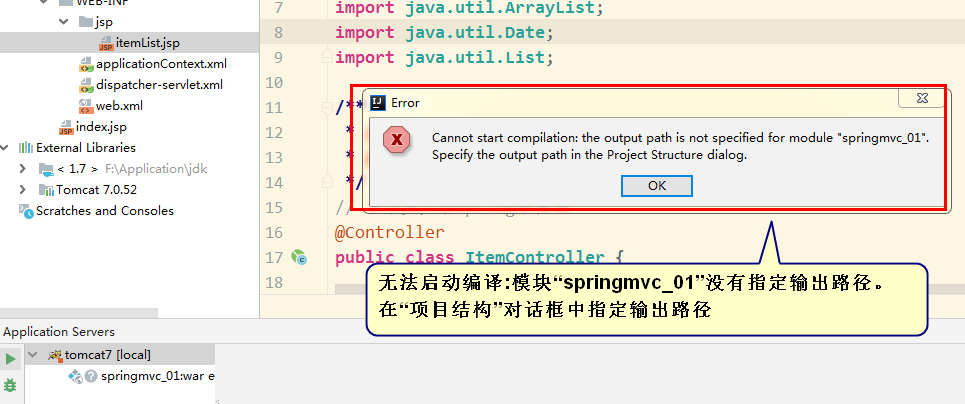 WEB-INF
jsp
itemList.jsp
applicationContext.xml
dispatcher-servlet.xml
web.xml
index.jsp
External Libraries
< 1.7 > F:\Application\jdk
Tomcat 7.0.52
Scratches and Consoles
7 import java.util.ArrayList;
8 import java.util.Date;
9 import java.util.List;
10
11 /**
12 *
13 *
14 */
15 //
16 @Controller
17 public class ItemController {
18
Error
Cannot start compilation: the output path is not specified for module "springmvc_01".
Specify the output path in the Project Structure dialog.
OK
无法启动编译:模块“springmvc_01”没有指定输出路径。
在“项目结构”对话框中指定输出路径
Application Servers
tomcat7 [local]
springmvc_01:war e